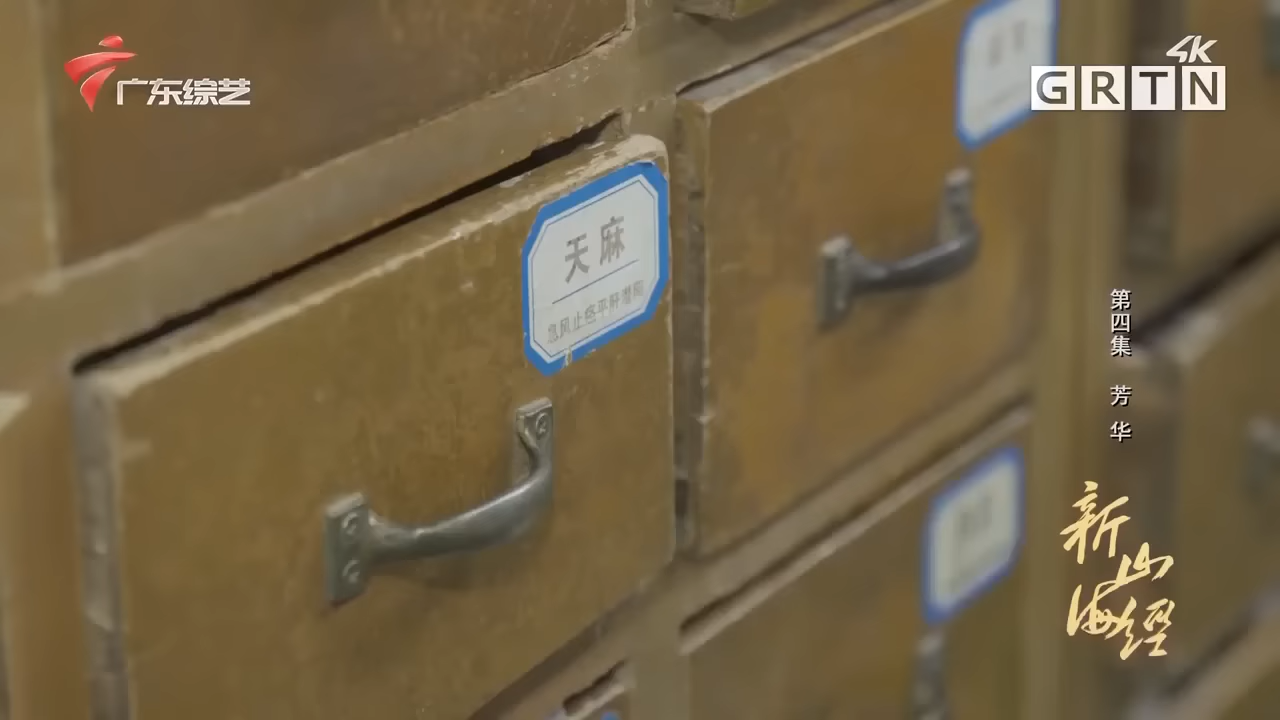 广东综艺
4K
GRTN
天麻
息风止痉平肝潜阳
第四集 芳华
新山海经